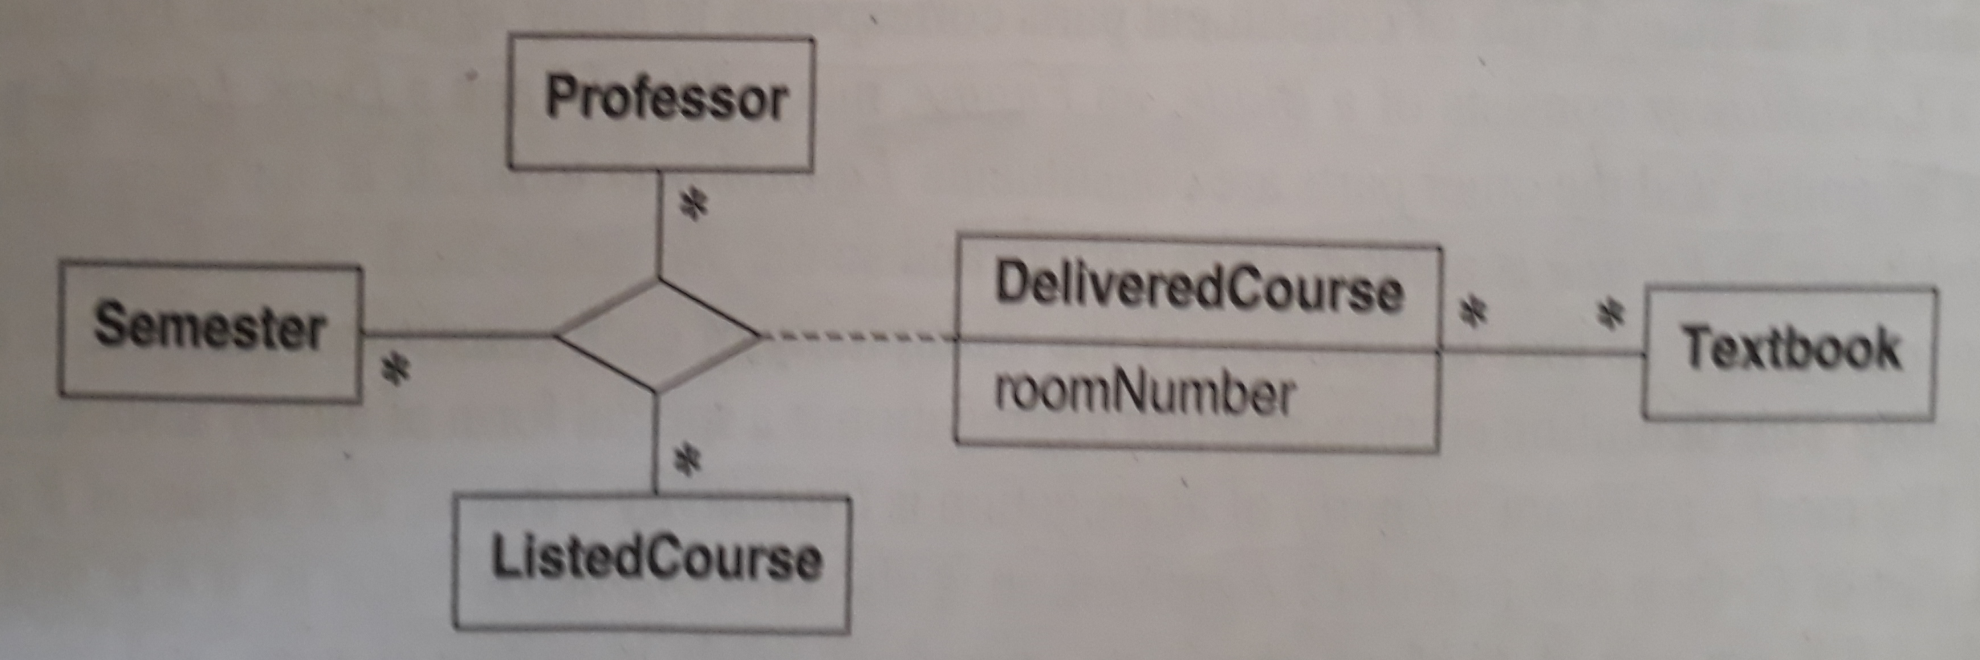 Professor
*
Semester
*
*
ListedCourse
DeliveredCourse
roomNumber
*
*
Textbook